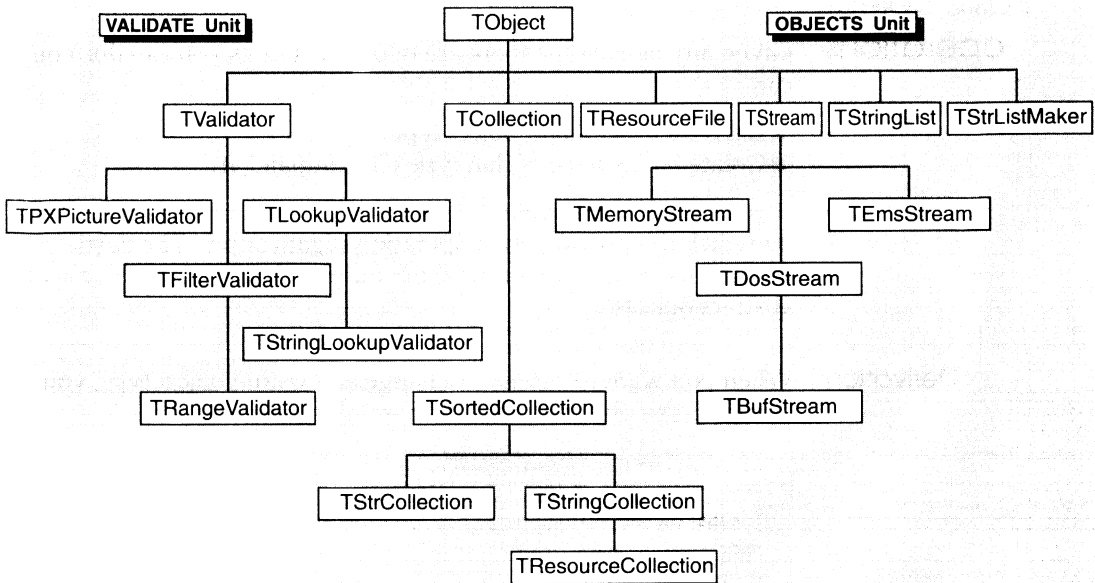 VALIDATE Unit
TObject
OBJECTS Unit
TValidator
TCollection
TResourceFile
TStream
TStringList
TStrListMaker
TPXPictureValidator
TLookupValidator
TMemoryStream
TEmsStream
TFilterValidator
TDosStream
TStringLookupValidator
TRangeValidator
TSortedCollection
TBufStream
TStrCollection
TStringCollection
TResourceCollection